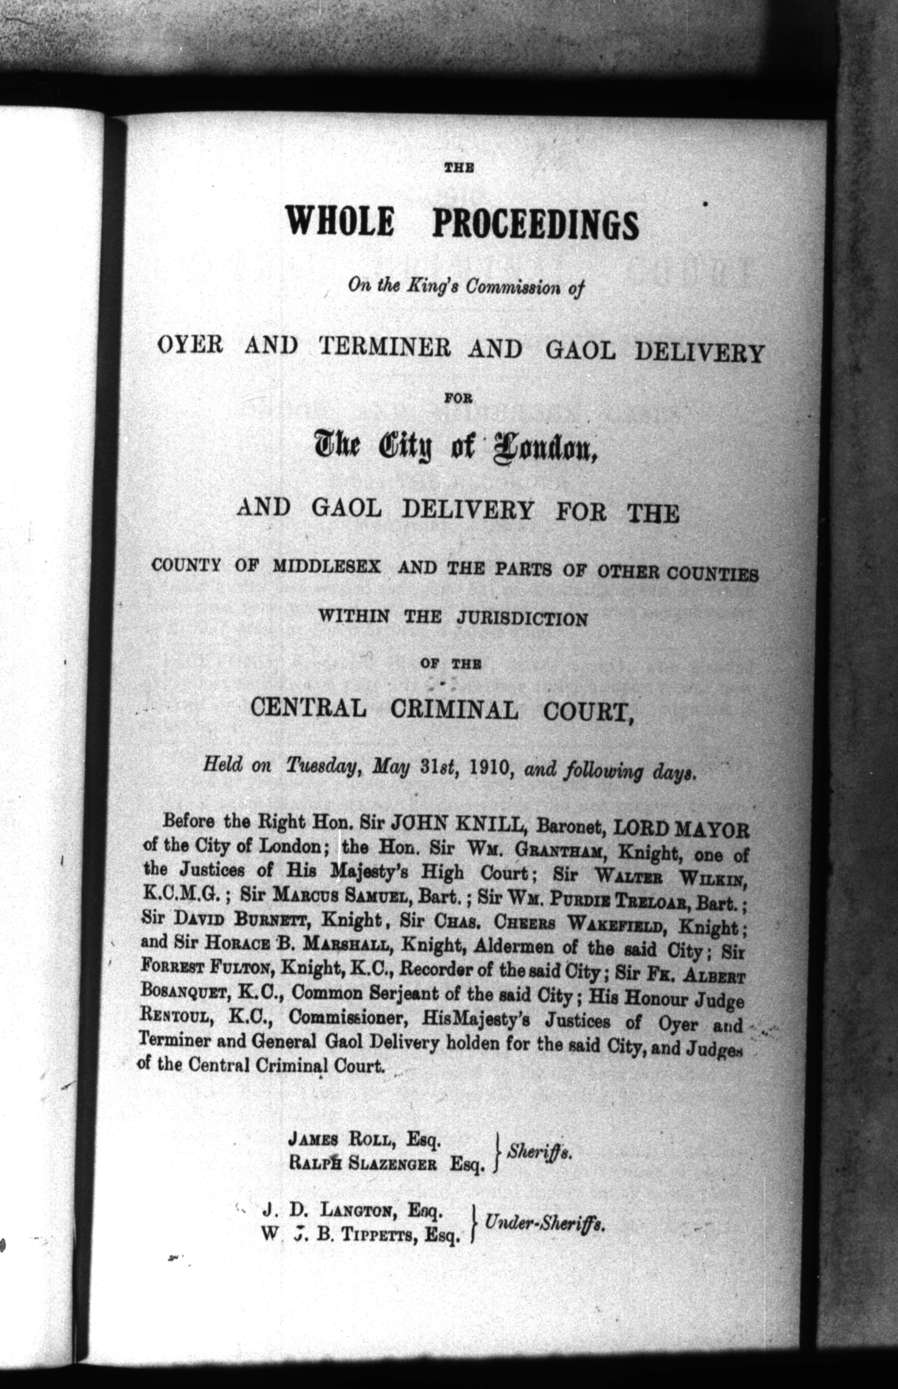 THE
WHOLE PROCEEDINGS
On the King's Commission of
OYER AND TERMINER AND GAOL DELIVERY
FOR
The City of London,
AND GAOL DELIVERY FOR THE
COUNTY OF MIDDLESEX AND THE PARTS OF OTHER COUNTIES
WITHIN THE JURISDICTION
OF THE
CENTRAL CRIMINAL COURT,
Held on Tuesday, May 31st, 1910, and following days.
Before the Right Hon. Sir JOHN KNILL, Baronet, LORD MAYOR
of the City of London; the Hon. Sir WM. GRANTHAM, Knight, one of
the Justices of His Majesty's High Court; Sir WALTER WILKIN,
K.C.M.G.; Sir MARCUS SAMUEL, Bart.; Sir WM. PURDIE TRELOAR, Bart.;
Sir DAVID BURNETT, Knight, Sir CHAS. CHEERS WAKEFIELD, Knight;
and Sir HORACE B. MARSHALL, Knight, Aldermen of the said City; Sir
FORREST FULTON, Knight, K.C., Recorder of the said City; Sir FK. ALBERT
BOSANQUET, K.C., Common Serjeant of the said City; His Honour Judge
RENTOUL, K.C., Commissioner, His Majesty's Justices of Oyer and
Terminer and General Gaol Delivery holden for the said City, and Judges
of the Central Criminal Court.
JAMES ROLL, Esq.
RALPH SLAZENGER Esq. } Sheriffs.
J. D. LANGTON, Esq.
W J. B. TIPPETTS, Esq. } Under-Sheriffs.